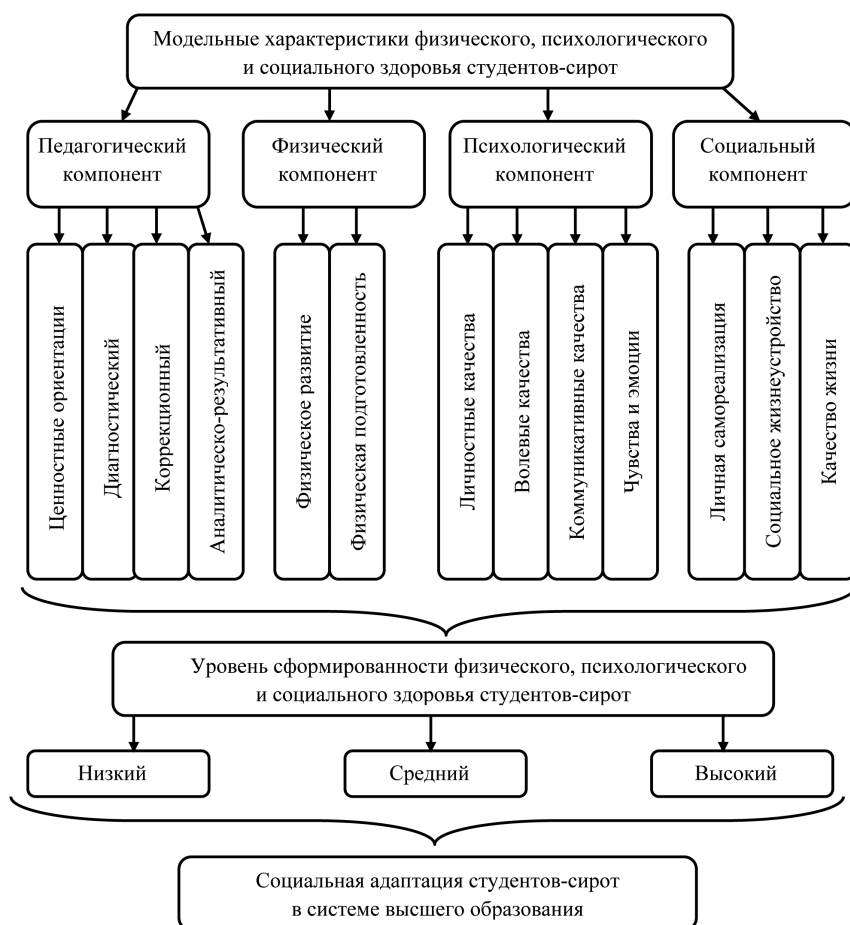 Модельные характеристики физического, психологического
и социального здоровья студентов-сирот
Педагогический
компонент
Физический
компонент
Психологический
компонент
Социальный
компонент
Ценностные ориентации
Диагностический
Коррекционный
Аналитическо-результативный
Физическое развитие
Физическая подготовленность
Личностные качества
Волевые качества
Коммуникативные качества
Чувства и эмоции
Личная самореализация
Социальное жизнеустройство
Качество жизни
Уровень сформированности физического, психологического
и социального здоровья студентов-сирот
Низкий
Средний
Высокий
Социальная адаптация студентов-сирот
в системе высшего образования